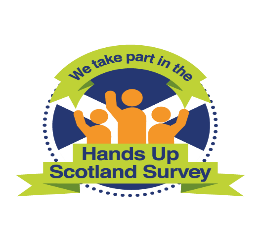 We take part in the
Hands Up
Scotland Survey